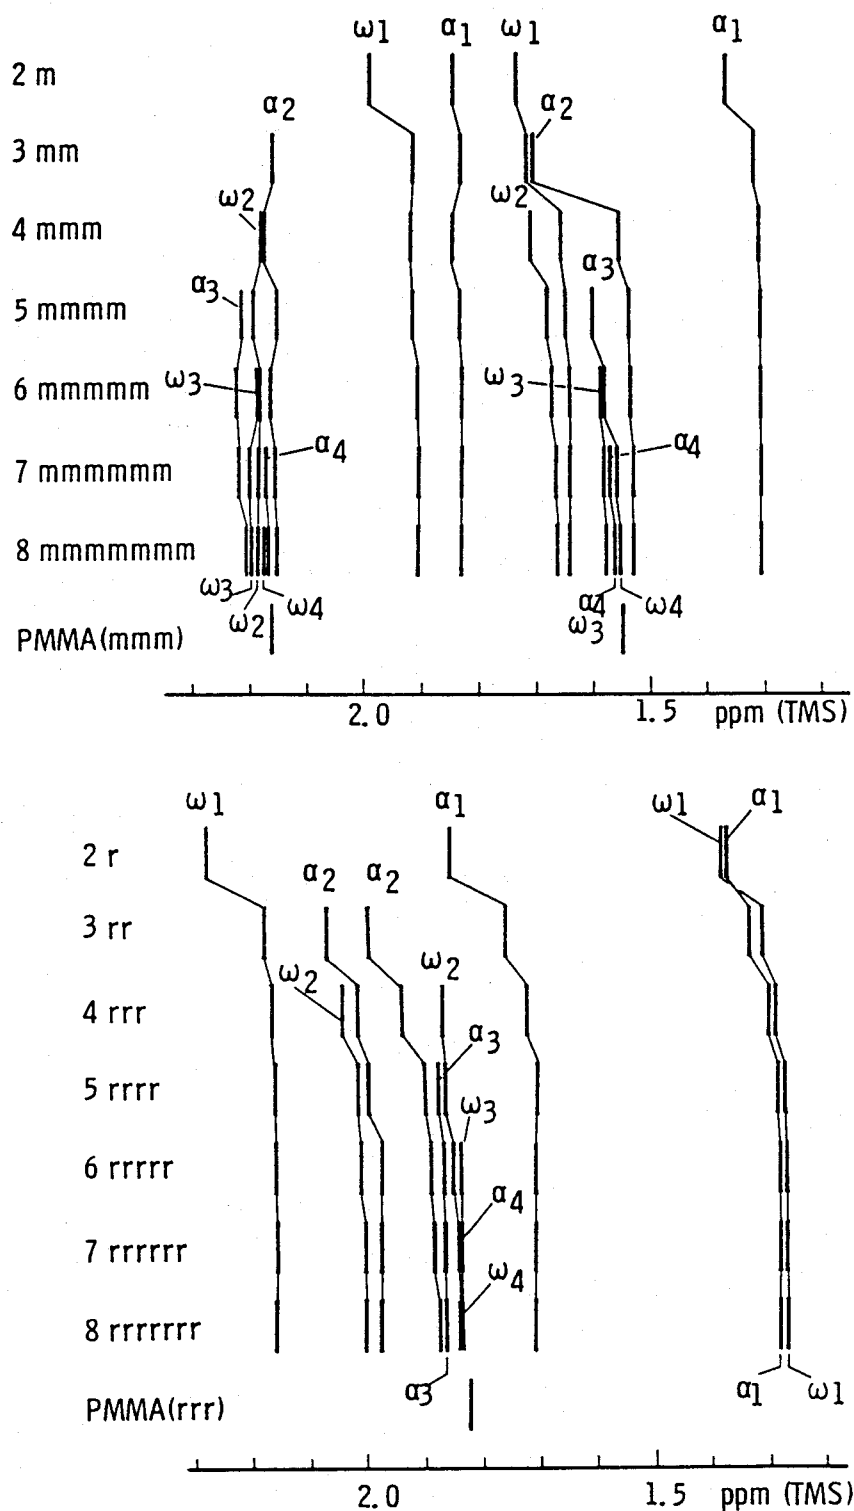 ω1 α1 ω1 α1
2 m
α2 α2
3 mm
ω2 ω2
4 mmm
α3 α3
5 mmmm
ω3 ω3
6 mmmmm
α4 α4
7 mmmmmm
8 mmmmmmm
ω3 ω2 ω4 α4 ω4
PMMA(mmm) ω3
2.0 1.5 ppm (TMS)
ω1 α1 ω1 α1
2 r
α2 α2
3 rr
ω2 ω2
4 rrr
α3
5 rrrr
ω3
6 rrrrr
α4
7 rrrrrr
ω4
8 rrrrrrr
α3 α1 ω1
PMMA(rrr)
2.0 1.5 ppm (TMS)